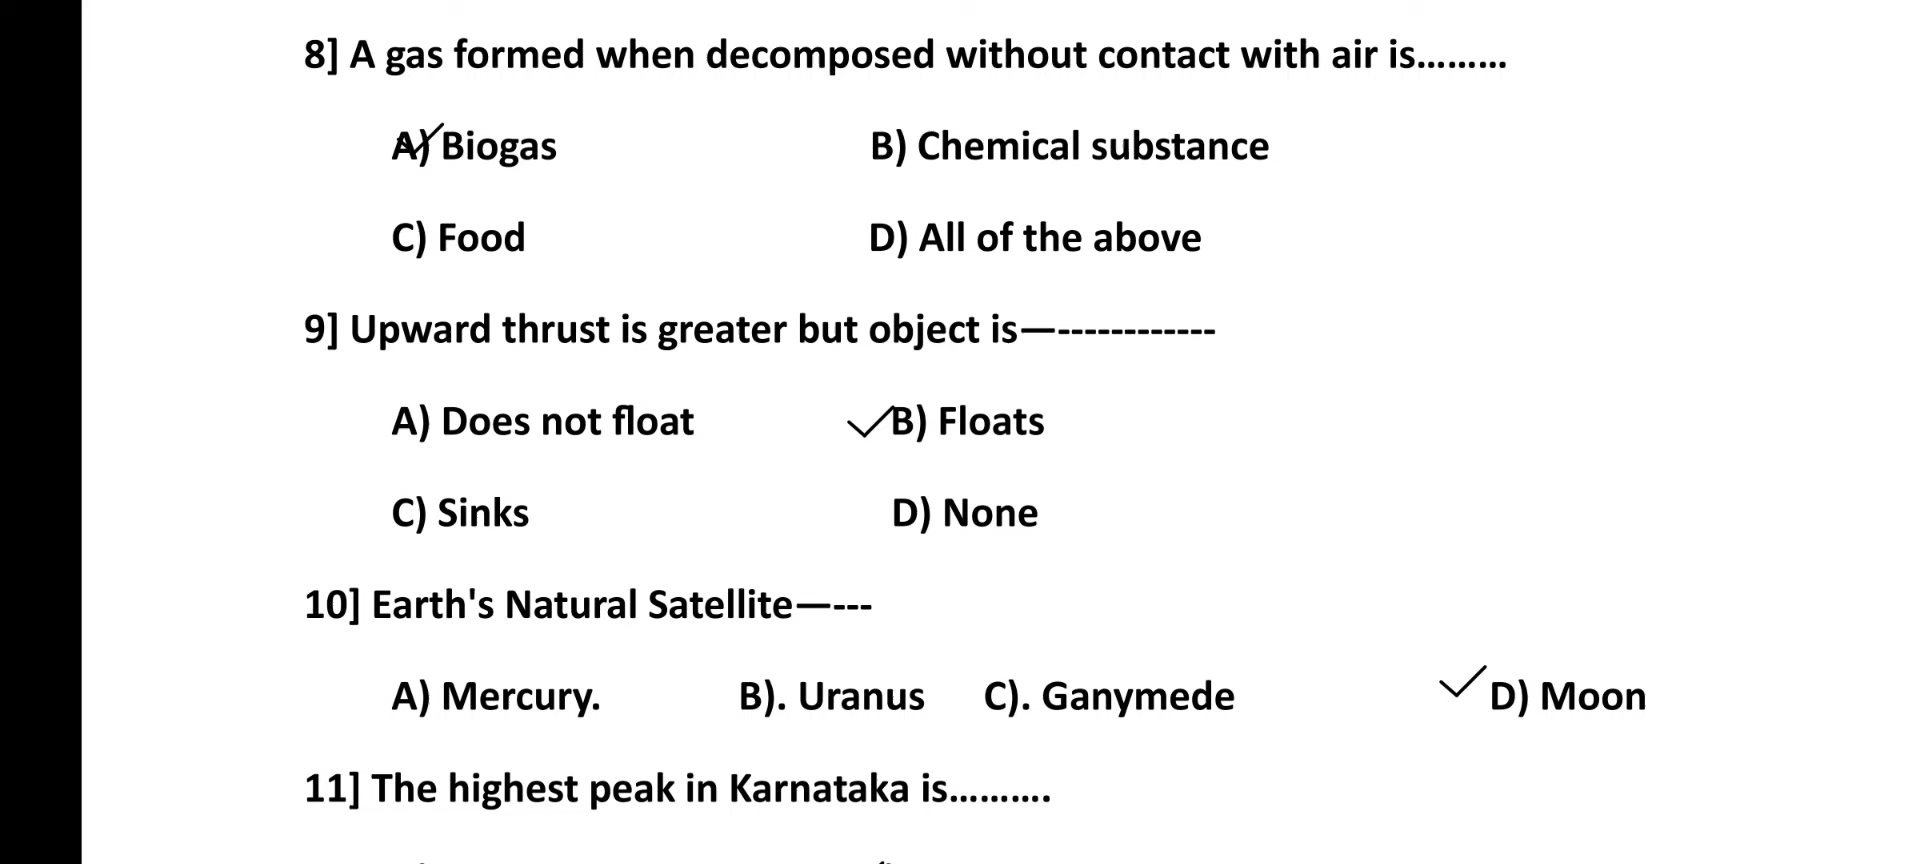 8] A gas formed when decomposed without contact with air is.........
A) Biogas B) Chemical substance
C) Food D) All of the above
9] Upward thrust is greater but object is—------------
A) Does not float B) Floats
C) Sinks D) None
10] Earth's Natural Satellite—---
A) Mercury. B). Uranus C). Ganymede D) Moon
11] The highest peak in Karnataka is..........